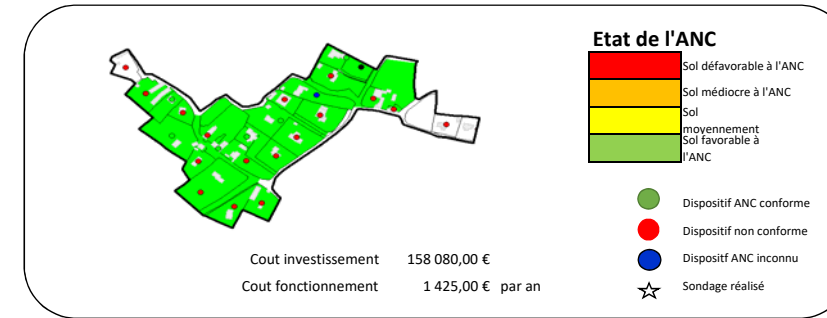 Etat de l'ANC
Sol défavorable à l'ANC
Sol médiocre à l'ANC
Sol
moyennement
Sol favorable à
l'ANC
Dispositif ANC conforme
Dispositif non conforme
Dispositf ANC inconnu
Sondage réalisé
Cout investissement 158 080,00 €
Cout fonctionnement 1 425,00 € par an